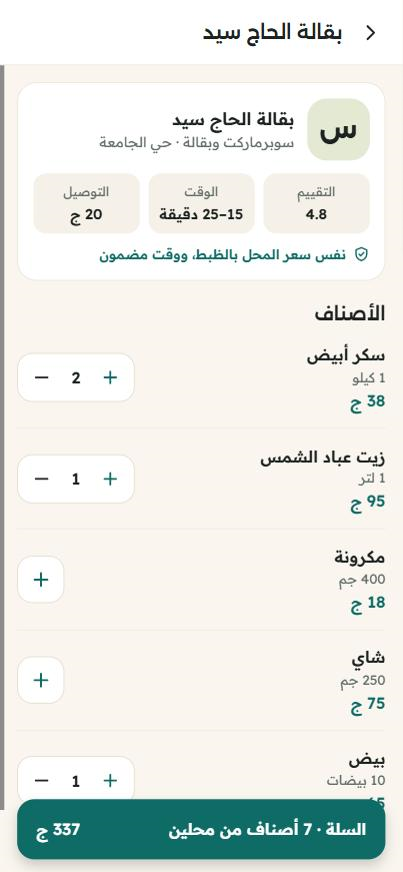 بقالة الحاج سيد
س
بقالة الحاج سيد
سوبرماركت وبقالة · حي الجامعة
التقييم
4.8
الوقت
15–25 دقيقة
التوصيل
20 ج
نفس سعر المحل بالظبط، ووقت مضمون
الأصناف
سكر أبيض
1 كيلو
38 ج
+ 2 −
زيت عباد الشمس
1 لتر
95 ج
+ 1 −
مكرونة
400 جم
18 ج
+
شاي
250 جم
75 ج
+
بيض
10 بيضات
+ 1 −
السلة · 7 أصناف من محلين
337 ج